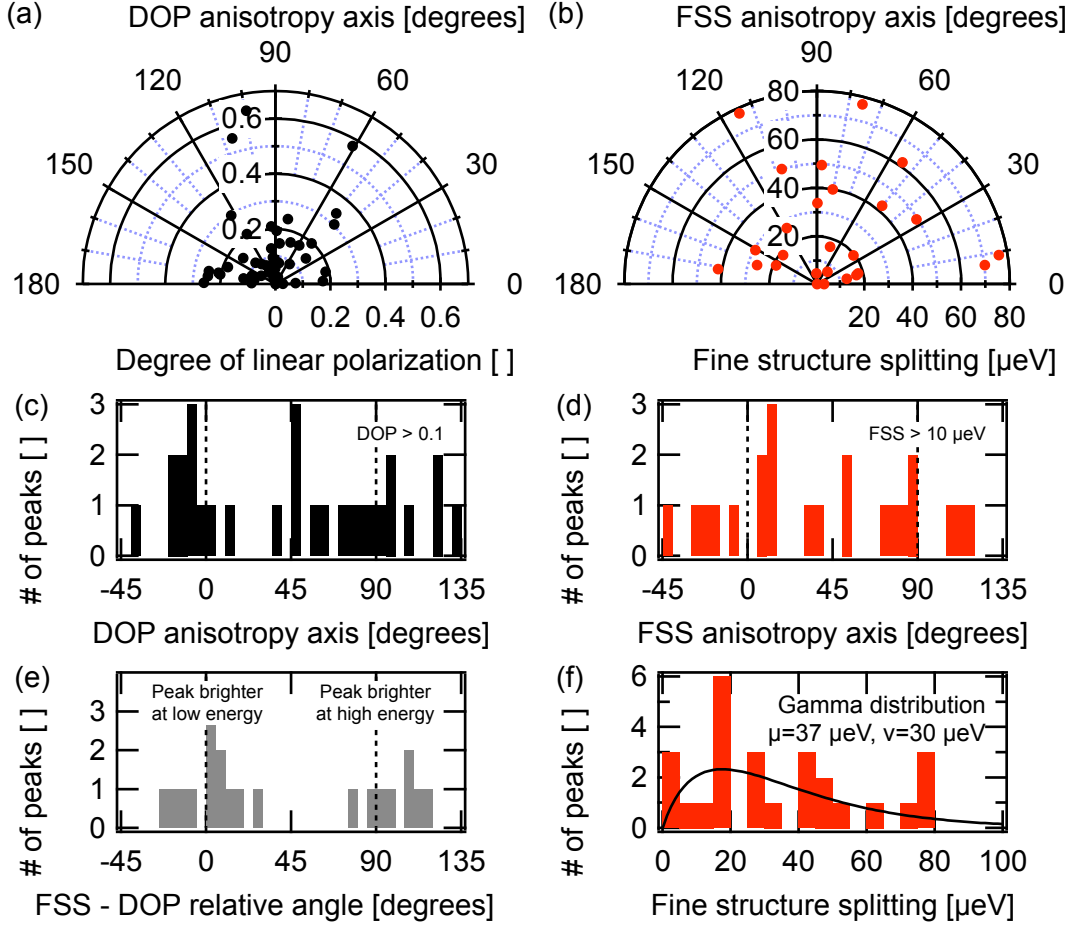 (a) DOP anisotropy axis [degrees]
90
120 60
150 30
180 0
0.6
0.4
0.2
0 0.2 0.4 0.6
Degree of linear polarization [ ]
(b) FSS anisotropy axis [degrees]
90
120 60
150 30
180 0
80
60
40
20
20 40 60 80
Fine structure splitting [µeV]
(c)
# of peaks [ ]
3
2
1
0
DOP > 0.1
-45 0 45 90 135
DOP anisotropy axis [degrees]
(d)
# of peaks [ ]
3
2
1
0
FSS > 10 µeV
-45 0 45 90 135
FSS anisotropy axis [degrees]
(e)
# of peaks [ ]
3
2
1
0
Peak brighter
at low energy
Peak brighter
at high energy
-45 0 45 90 135
FSS - DOP relative angle [degrees]
(f)
# of peaks [ ]
6
4
2
0
Gamma distribution
µ=37 µeV, v=30 µeV
0 20 40 60 80 100
Fine structure splitting [µeV]